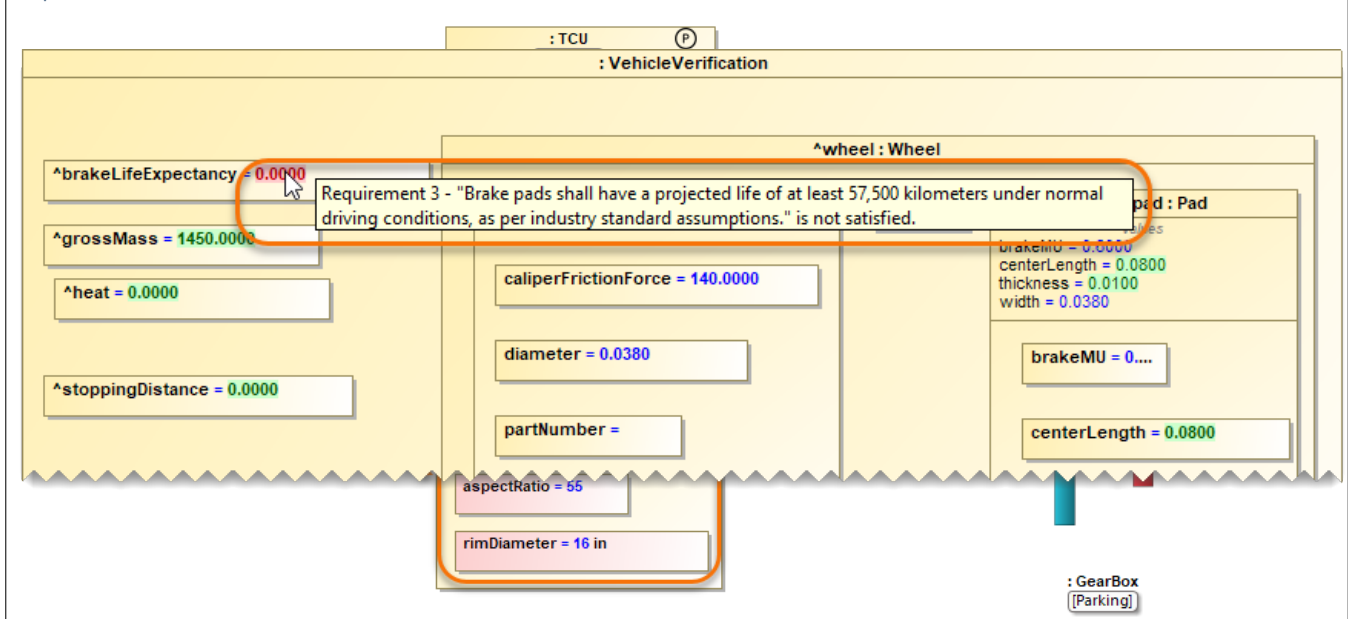 : TCU
P
: VehicleVerification
^wheel : Wheel
^brakeLifeExpectancy = 0.0000
Requirement 3 - "Brake pads shall have a projected life of at least 57,500 kilometers under normal
driving conditions, as per industry standard assumptions." is not satisfied.
pad : Pad
values
^grossMass = 1450.0000
brakeMU = 0.6000
centerLength = 0.0800
thickness = 0.0100
width = 0.0380
^heat = 0.0000
caliperFrictionForce = 140.0000
diameter = 0.0380
brakeMU = 0....
^stoppingDistance = 0.0000
partNumber =
centerLength = 0.0800
aspectRatio = 55
rimDiameter = 16 in
: GearBox
[Parking]